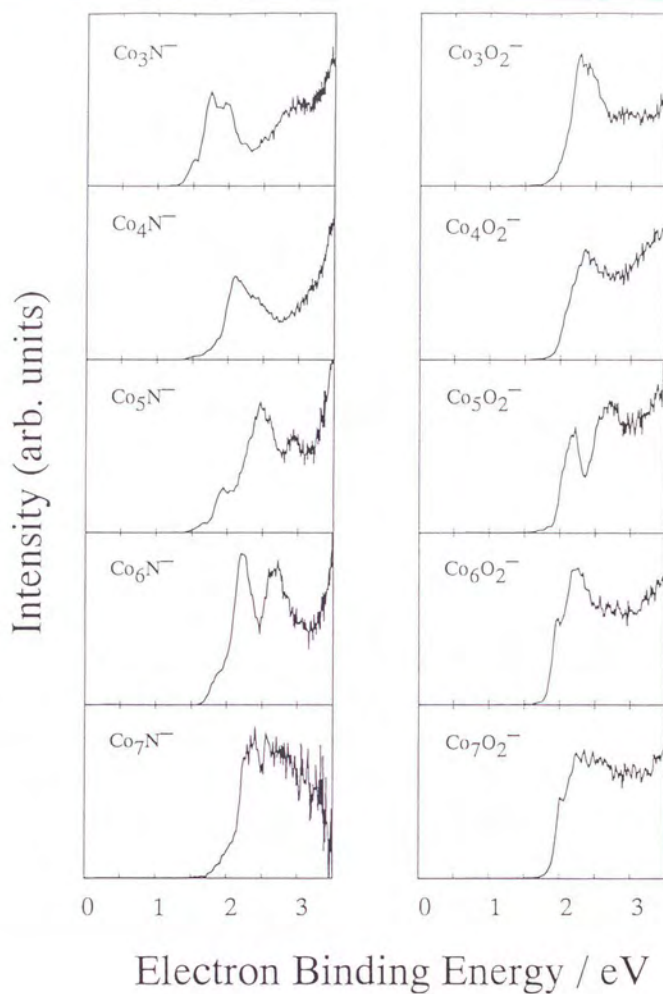 Intensity (arb. units)
Co₃N⁻
Co₄N⁻
Co₅N⁻
Co₆N⁻
Co₇N⁻
0 1 2 3
Co₃O₂⁻
Co₄O₂⁻
Co₅O₂⁻
Co₆O₂⁻
Co₇O₂⁻
0 1 2 3
Electron Binding Energy / eV